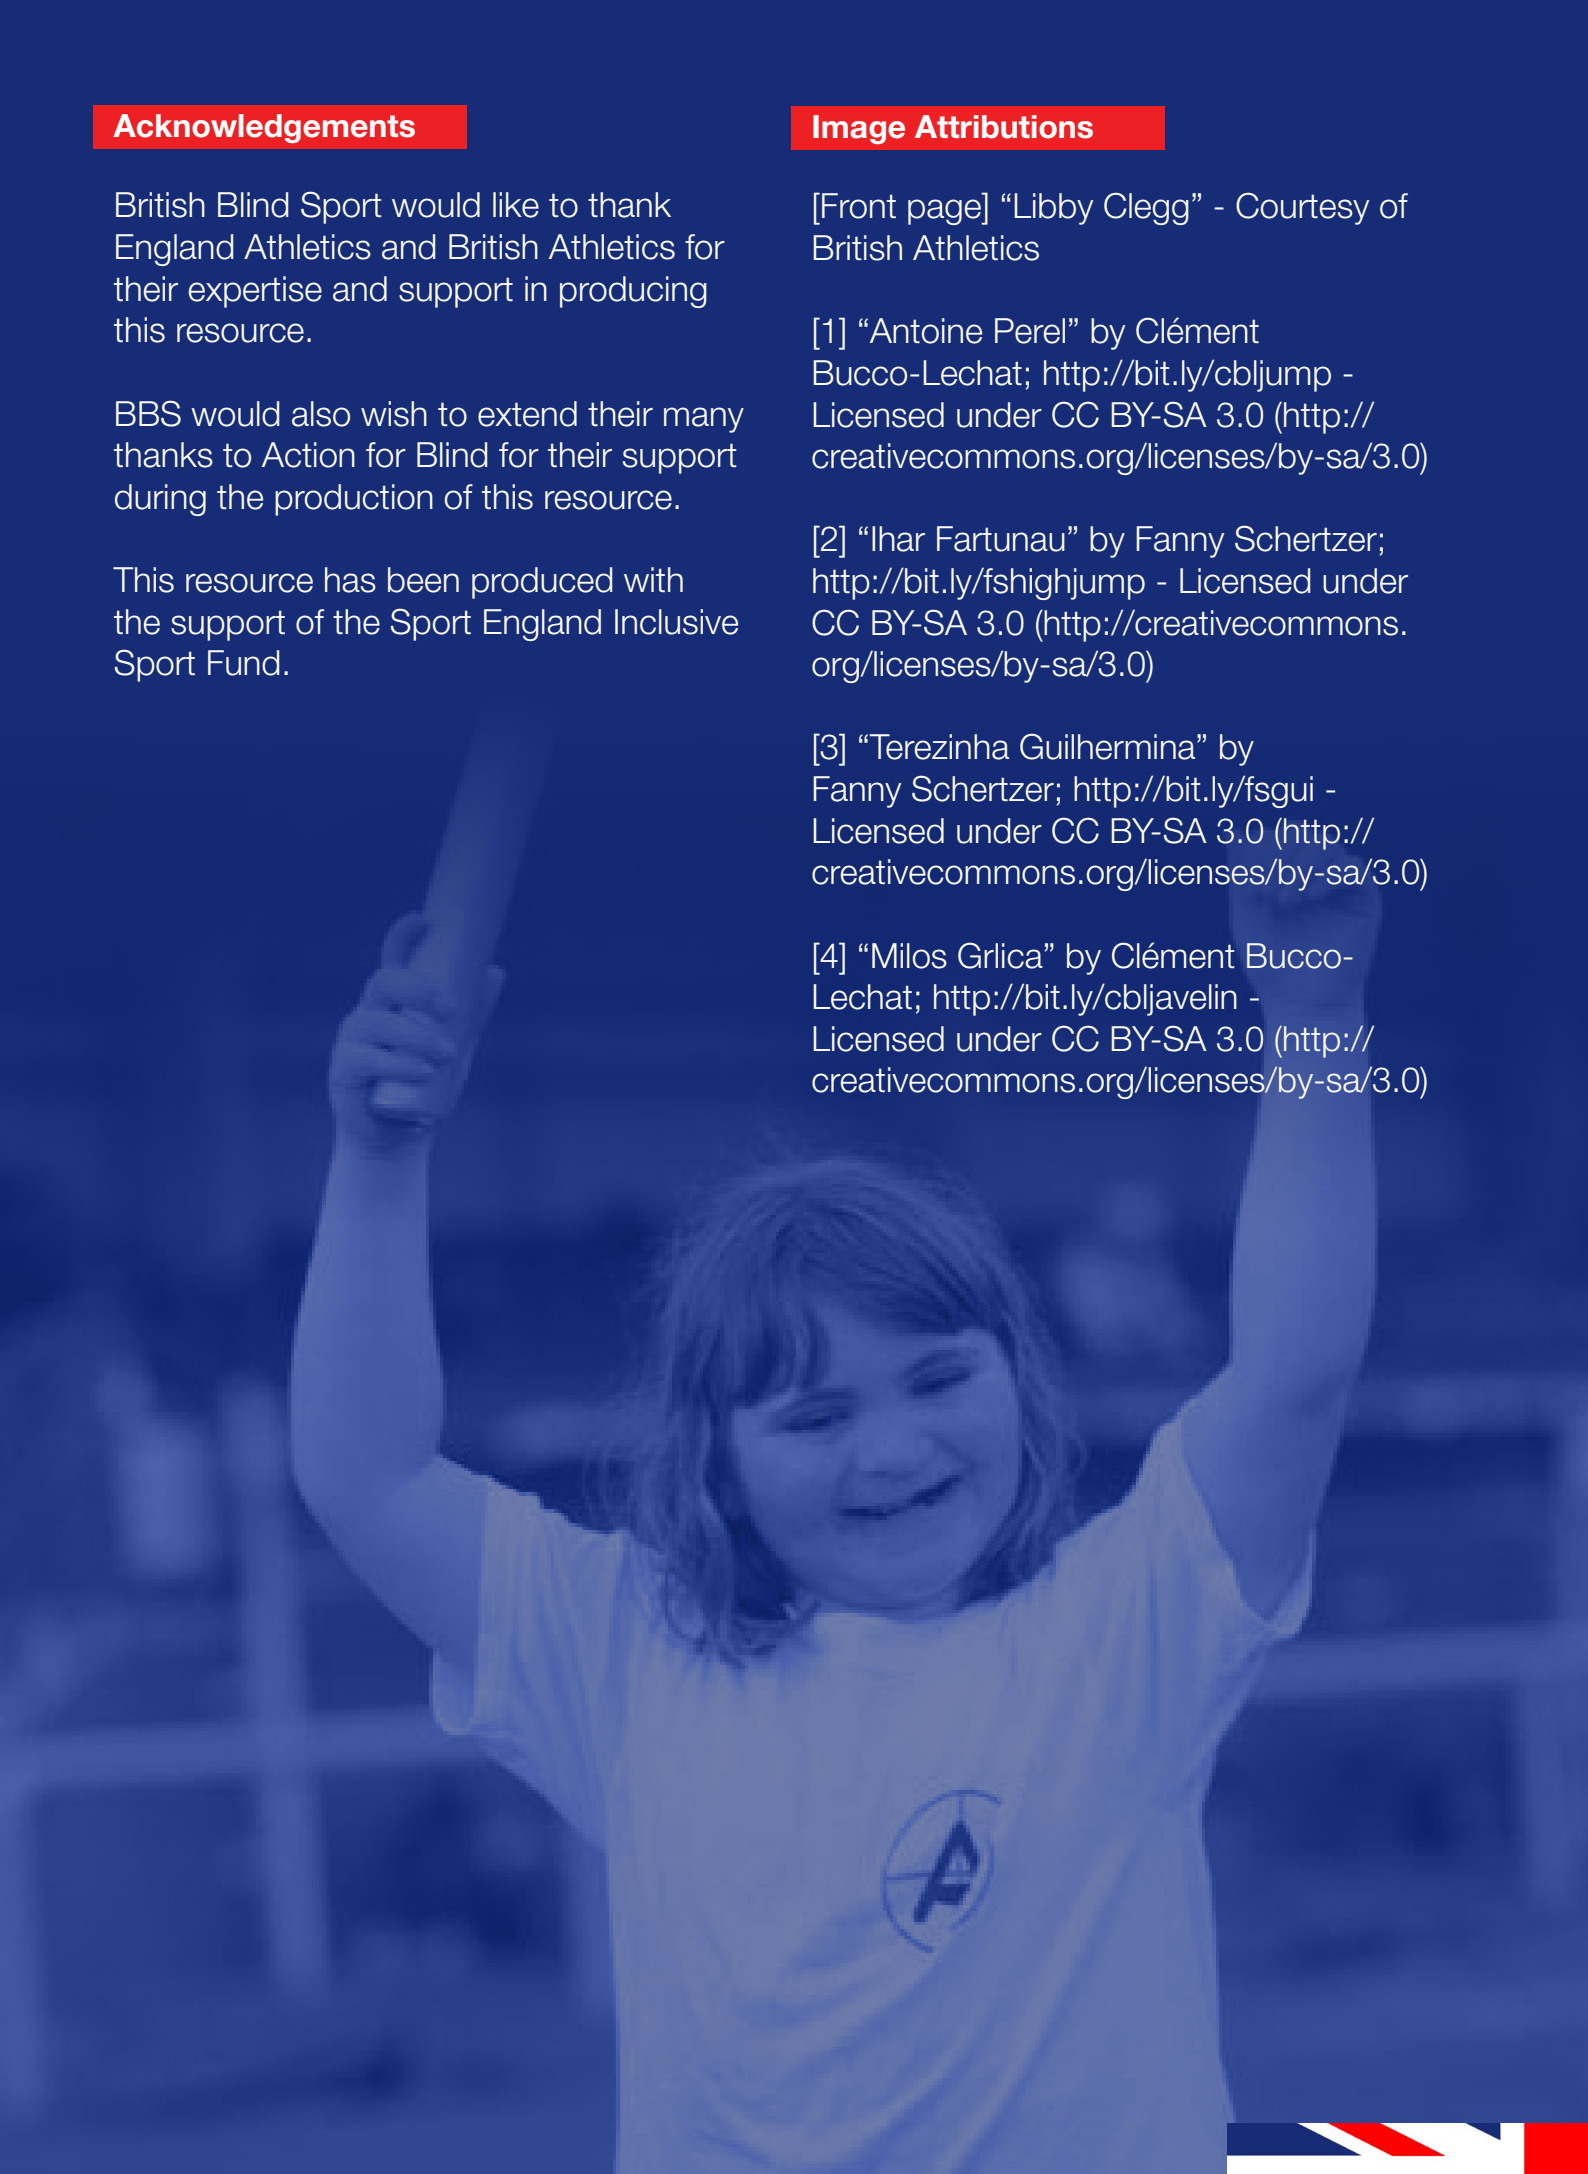 Acknowledgements
British Blind Sport would like to thank
England Athletics and British Athletics for
their expertise and support in producing
this resource.
BBS would also wish to extend their many
thanks to Action for Blind for their support
during the production of this resource.
This resource has been produced with
the support of the Sport England Inclusive
Sport Fund.
Image Attributions
[Front page] “Libby Clegg” - Courtesy of
British Athletics
[1] “Antoine Perel” by Clément
Bucco-Lechat; http://bit.ly/cbljump -
Licensed under CC BY-SA 3.0 (http://
creativecommons.org/licenses/by-sa/3.0)
[2] “Ihar Fartunau” by Fanny Schertzer;
http://bit.ly/fshighjump - Licensed under
CC BY-SA 3.0 (http://creativecommons.
org/licenses/by-sa/3.0)
[3] “Terezinha Guilhermina” by
Fanny Schertzer; http://bit.ly/fsgui -
Licensed under CC BY-SA 3.0 (http://
creativecommons.org/licenses/by-sa/3.0)
[4] “Milos Grlica” by Clément Bucco-
Lechat; http://bit.ly/cbljavelin -
Licensed under CC BY-SA 3.0 (http://
creativecommons.org/licenses/by-sa/3.0)